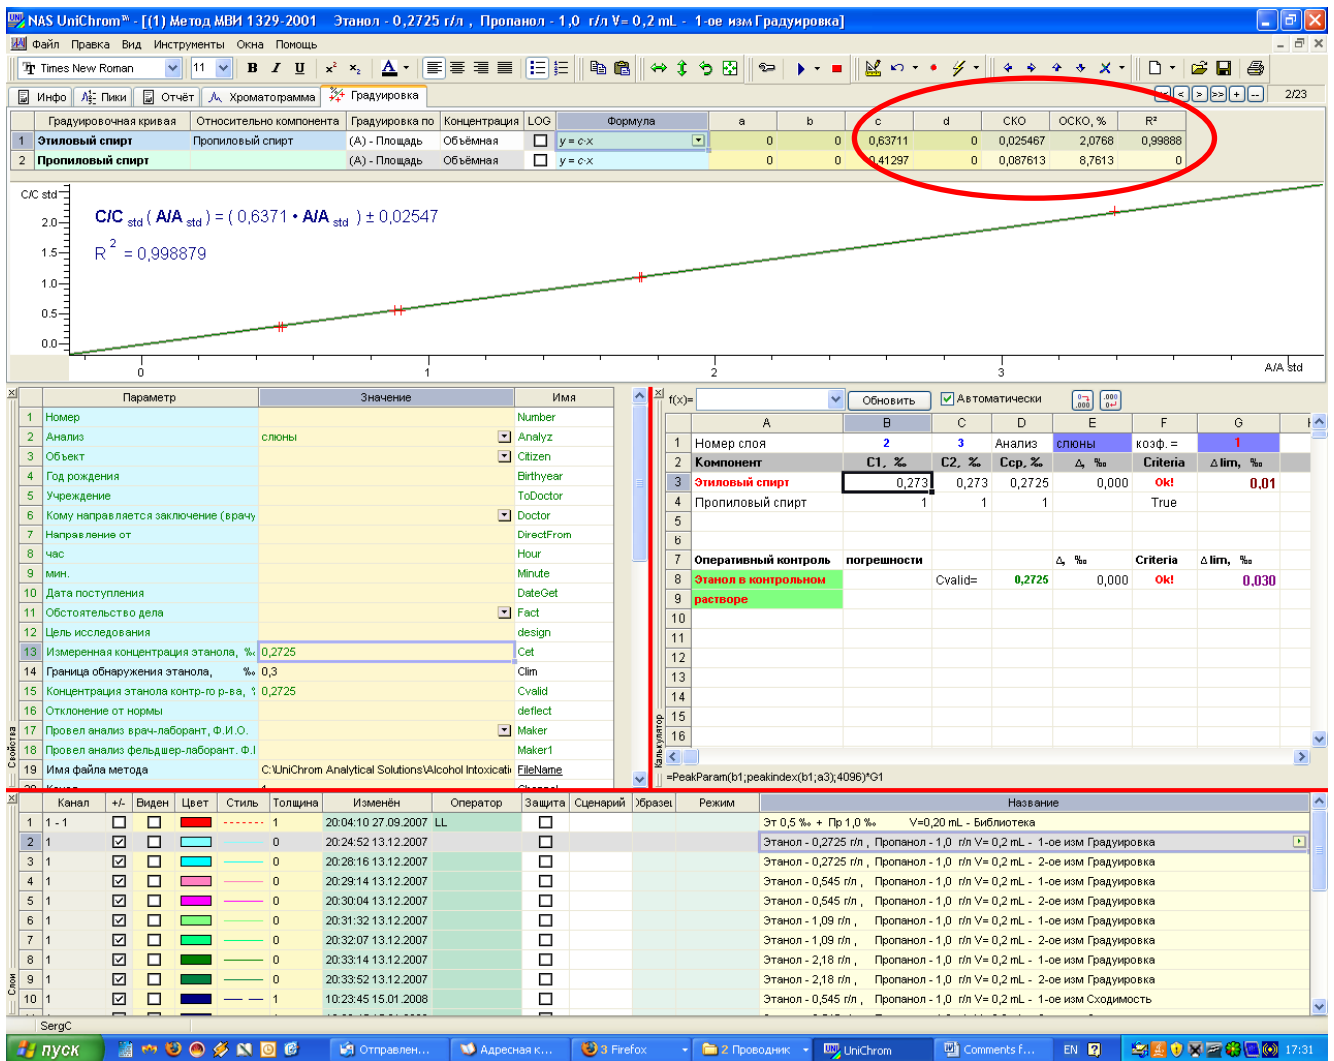 NAS UniChrom™ - [(1) Метод МВИ 1329-2001 Этанол - 0,2725 г/л , Пропанол - 1,0 г/л V= 0,2 mL - 1-ое изм Градуировка]
Файл Правка Вид Инструменты Окна Помощь
Times New Roman 11 B I U x² x₂ A
Инфо Пики Отчёт Хроматограмма Градуировка 2/23
Градуировочная кривая Относительно компонента Градуировка по Концентрация LOG Формула a b c d СКО ОСКО, % R²
1 Этиловый спирт Пропиловый спирт (A) - Площадь Объёмная y = c·x 0 0 0,63711 0 0,025467 2,0768 0,99888
2 Пропиловый спирт (A) - Площадь Объёмная y = c·x 0 0 0,41297 0 0,087613 8,7613 0
C/C std
C/C std ( A/A std ) = ( 0,6371 • A/A std ) ± 0,02547
2.0
R² = 0,998879
1.5
1.0
0.5
0.0
0 1 2 3 A/A std
Параметр Значение Имя
1 Номер Number
2 Анализ слюны Analyz
3 Объект Citizen
4 Год рождения Birthyear
5 Учреждение ToDoctor
6 Кому направляется заключение (врачу Doctor
7 Направление от DirectFrom
8 час Hour
9 мин. Minute
10 Дата поступления DateGet
11 Обстоятельство дела Fact
12 Цель исследования design
13 Измеренная концентрация этанола, ‰ 0,2725 Cet
14 Граница обнаружения этанола, ‰ 0,3 Clim
15 Концентрация этанола контр-го р-ва, 0,2725 Cvalid
16 Отклонение от нормы deflect
17 Провел анализ врач-лаборант, Ф.И.О. Maker
18 Провел анализ фельдшер-лаборант. Ф.I Maker1
19 Имя файла метода C:\UniChrom Analytical Solutions\Alcohol Intoxicati FileName
Свойства
f(x)= Обновить Автоматически
A B C D E F G
1 Номер слоя 2 3 Анализ слюны коэф. = 1
2 Компонент C1, ‰ C2, ‰ Ccp, ‰ Δ, ‰ Criteria Δ lim, ‰
3 Этиловый спирт 0,273 0,273 0,2725 0,000 Ok! 0,01
4 Пропиловый спирт 1 1 1 True
5
6
7 Оперативный контроль погрешности Δ, ‰ Criteria Δ lim, ‰
8 Этанол в контрольном Cvalid= 0,2725 0,000 Ok! 0,030
9 растворе
10
11
12
13
14
15
16
Калькулятор
=PeakParam(b1;peakindex(b1;a3);4096)*G1
Канал +/- Виден Цвет Стиль Толщина Изменён Оператор Защита Сценарий Режим Название
1 1 - 1 1 20:04:10 27.09.2007 LL Эт 0,5 ‰ + Пр 1,0 ‰ V=0,20 mL - Библиотека
2 1 0 20:24:52 13.12.2007 Этанол - 0,2725 г/л , Пропанол - 1,0 г/л V= 0,2 mL - 1-ое изм Градуировка
3 1 0 20:28:16 13.12.2007 Этанол - 0,2725 г/л , Пропанол - 1,0 г/л V= 0,2 mL - 2-ое изм Градуировка
4 1 0 20:29:14 13.12.2007 Этанол - 0,545 г/л , Пропанол - 1,0 г/л V= 0,2 mL - 1-ое изм Градуировка
5 1 0 20:30:04 13.12.2007 Этанол - 0,545 г/л , Пропанол - 1,0 г/л V= 0,2 mL - 2-ое изм Градуировка
6 1 0 20:31:32 13.12.2007 Этанол - 1,09 г/л , Пропанол - 1,0 г/л V= 0,2 mL - 1-ое изм Градуировка
7 1 0 20:32:07 13.12.2007 Этанол - 1,09 г/л , Пропанол - 1,0 г/л V= 0,2 mL - 2-ое изм Градуировка
8 1 0 20:33:14 13.12.2007 Этанол - 2,18 г/л , Пропанол - 1,0 г/л V= 0,2 mL - 1-ое изм Градуировка
9 1 0 20:33:52 13.12.2007 Этанол - 2,18 г/л , Пропанол - 1,0 г/л V= 0,2 mL - 2-ое изм Градуировка
10 1 1 10:23:45 15.01.2008 Этанол - 0,545 г/л , Пропанол - 1,0 г/л V= 0,2 mL - 1-ое изм Сходимость
Слои
SergC
пуск Отправлен... Адресная к... 3 Firefox 2 Проводник UniChrom Comments f... EN 17:31